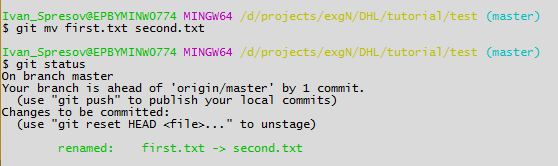 Ivan_Spresov@EPBYMINW0774 MINGW64 /d/projects/exgN/DHL/tutorial/test (master)
$ git mv first.txt second.txt
Ivan_Spresov@EPBYMINW0774 MINGW64 /d/projects/exgN/DHL/tutorial/test (master)
$ git status
On branch master
Your branch is ahead of 'origin/master' by 1 commit.
(use "git push" to publish your local commits)
Changes to be committed:
(use "git reset HEAD <file>..." to unstage)
renamed: first.txt -> second.txt